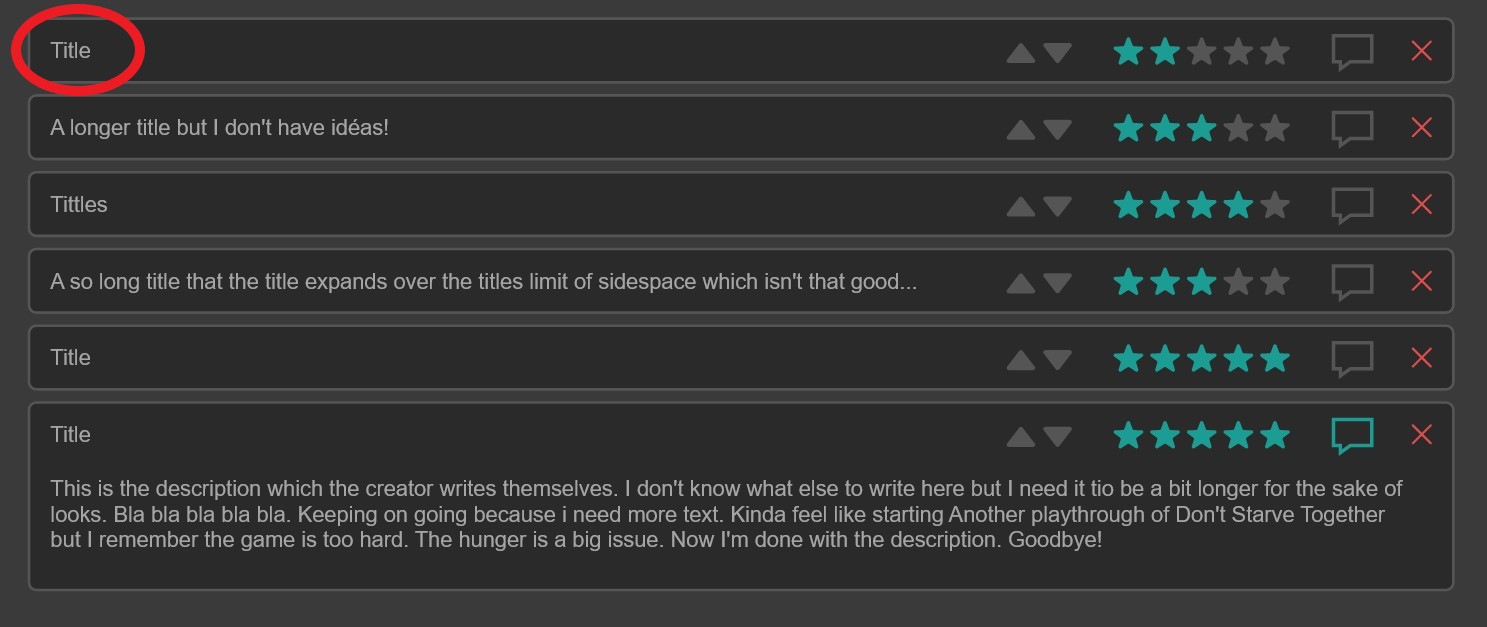 Title
A longer title but I don't have idéas!
Tittles
A so long title that the title expands over the titles limit of sidespace which isn't that good...
Title
Title
This is the description which the creator writes themselves. I don't know what else to write here but I need it tio be a bit longer for the sake of
looks. Bla bla bla bla bla. Keeping on going because i need more text. Kinda feel like starting Another playthrough of Don't Starve Together
but I remember the game is too hard. The hunger is a big issue. Now I'm done with the description. Goodbye!